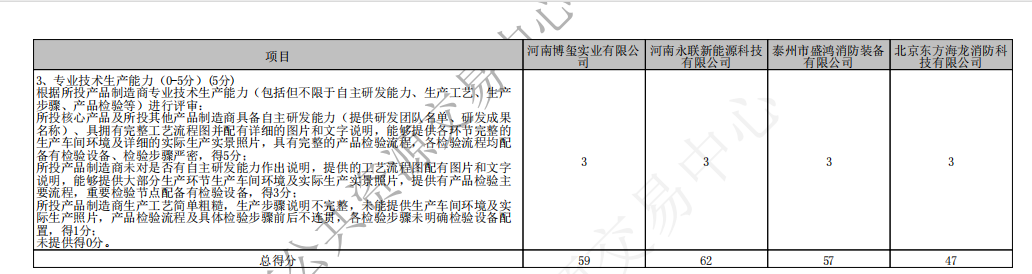 项目
河南博玺实业有限公
司
河南永联新能源科技
有限公司
泰州市盛鸿消防装备
有限公司
北京东方海龙消防科
技有限公司
3、专业技术生产能力（0-5分）(5分)
根据所投产品制造商专业技术生产能力（包括但不限于自主研发能力、生产工艺、生产
步骤、产品检验等）进行评审：
所投核心产品及所投其他产品制造商具备自主研发能力（提供研发团队名单、研发成果
名称）、具拥有完整工艺流程图并配有详细的图片和文字说明，能够提供各环节完整的
生产车间环境及详细的实际生产实景照片，具有完整的产品检验流程，各检验流程均配
备有检验设备、检验步骤严密，得5分；
所投产品制造商未对是否有自主研发能力作出说明，提供的工艺流程图配有图片和文字
说明，能够提供大部分生产环节生产车间环境及实际生产实景照片，提供有产品检验主
要流程，重要检验节点配备有检验设备，得3分；
所投产品制造商生产工艺简单粗糙，生产步骤说明不完整，未能提供生产车间环境及实
际生产照片，产品检验流程及具体检验步骤前后不连贯，各检验步骤未明确检验设备配
置，得1分；
未提供得0分。
3
3
3
3
总得分
59
62
57
47
公共资源交易中心
交易中心